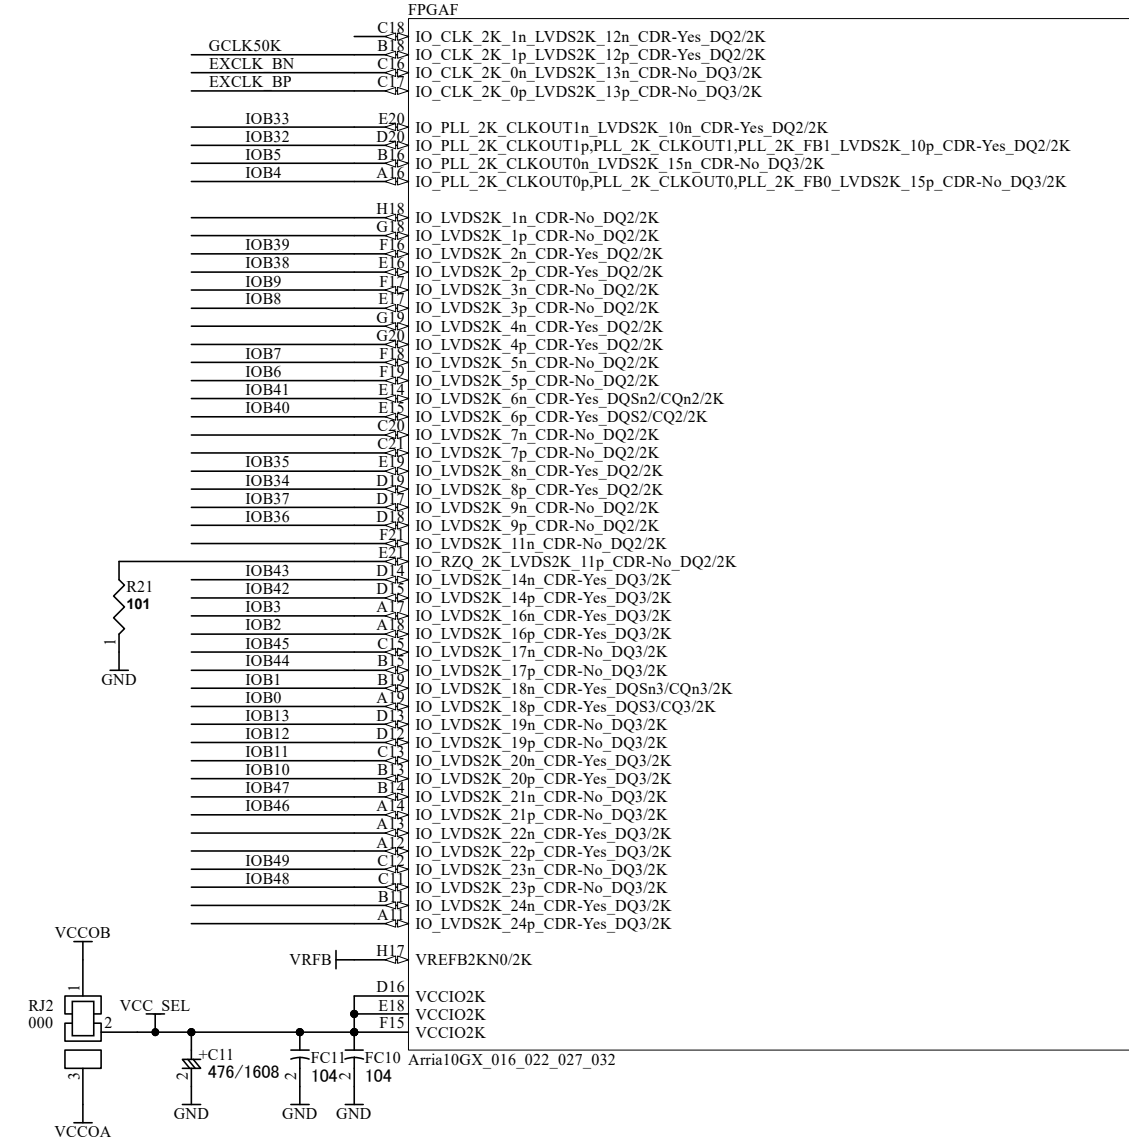 FPGAF
C18 IO_CLK_2K_1n_LVDS2K_12n_CDR-Yes_DQ2/2K
GCLK50K B18 IO_CLK_2K_1p_LVDS2K_12p_CDR-Yes_DQ2/2K
EXCLK_BN C16 IO_CLK_2K_0n_LVDS2K_13n_CDR-No_DQ3/2K
EXCLK_BP C17 IO_CLK_2K_0p_LVDS2K_13p_CDR-No_DQ3/2K
IOB33 E20 IO_PLL_2K_CLKOUT1n_LVDS2K_10n_CDR-Yes_DQ2/2K
IOB32 D20 IO_PLL_2K_CLKOUT1p,PLL_2K_CLKOUT1,PLL_2K_FB1_LVDS2K_10p_CDR-Yes_DQ2/2K
IOB5 B16 IO_PLL_2K_CLKOUT0n_LVDS2K_15n_CDR-No_DQ3/2K
IOB4 A16 IO_PLL_2K_CLKOUT0p,PLL_2K_CLKOUT0,PLL_2K_FB0_LVDS2K_15p_CDR-No_DQ3/2K
H18 IO_LVDS2K_1n_CDR-No_DQ2/2K
G18 IO_LVDS2K_1p_CDR-No_DQ2/2K
IOB39 F16 IO_LVDS2K_2n_CDR-Yes_DQ2/2K
IOB38 E16 IO_LVDS2K_2p_CDR-Yes_DQ2/2K
IOB9 F17 IO_LVDS2K_3n_CDR-No_DQ2/2K
IOB8 E17 IO_LVDS2K_3p_CDR-No_DQ2/2K
G19 IO_LVDS2K_4n_CDR-Yes_DQ2/2K
G20 IO_LVDS2K_4p_CDR-Yes_DQ2/2K
IOB7 F18 IO_LVDS2K_5n_CDR-No_DQ2/2K
IOB6 F19 IO_LVDS2K_5p_CDR-No_DQ2/2K
IOB41 E14 IO_LVDS2K_6n_CDR-Yes_DQSn2/CQn2/2K
IOB40 E15 IO_LVDS2K_6p_CDR-Yes_DQS2/CQ2/2K
C20 IO_LVDS2K_7n_CDR-No_DQ2/2K
C21 IO_LVDS2K_7p_CDR-No_DQ2/2K
IOB35 E19 IO_LVDS2K_8n_CDR-Yes_DQ2/2K
IOB34 D19 IO_LVDS2K_8p_CDR-Yes_DQ2/2K
IOB37 D17 IO_LVDS2K_9n_CDR-No_DQ2/2K
IOB36 D18 IO_LVDS2K_9p_CDR-No_DQ2/2K
F21 IO_LVDS2K_11n_CDR-No_DQ2/2K
E21 IO_RZQ_2K_LVDS2K_11p_CDR-No_DQ2/2K
IOB43 D14 IO_LVDS2K_14n_CDR-Yes_DQ3/2K
R21
IOB42 D15 IO_LVDS2K_14p_CDR-Yes_DQ3/2K
101
IOB3 A17 IO_LVDS2K_16n_CDR-Yes_DQ3/2K
IOB2 A18 IO_LVDS2K_16p_CDR-Yes_DQ3/2K
1
IOB45 C15 IO_LVDS2K_17n_CDR-No_DQ3/2K
IOB44 B15 IO_LVDS2K_17p_CDR-No_DQ3/2K
GND
IOB1 B19 IO_LVDS2K_18n_CDR-Yes_DQSn3/CQn3/2K
IOB0 A19 IO_LVDS2K_18p_CDR-Yes_DQS3/CQ3/2K
IOB13 D13 IO_LVDS2K_19n_CDR-No_DQ3/2K
IOB12 D12 IO_LVDS2K_19p_CDR-No_DQ3/2K
IOB11 C13 IO_LVDS2K_20n_CDR-Yes_DQ3/2K
IOB10 B13 IO_LVDS2K_20p_CDR-Yes_DQ3/2K
IOB47 B14 IO_LVDS2K_21n_CDR-No_DQ3/2K
IOB46 A14 IO_LVDS2K_21p_CDR-No_DQ3/2K
A13 IO_LVDS2K_22n_CDR-Yes_DQ3/2K
A12 IO_LVDS2K_22p_CDR-Yes_DQ3/2K
IOB49 C12 IO_LVDS2K_23n_CDR-No_DQ3/2K
IOB48 C11 IO_LVDS2K_23p_CDR-No_DQ3/2K
B11 IO_LVDS2K_24n_CDR-Yes_DQ3/2K
A11 IO_LVDS2K_24p_CDR-Yes_DQ3/2K
VCCOB
VRFB H17 VREFB2KN0/2K
1
D16 VCCIO2K
RJ2 VCC_SEL E18 VCCIO2K
000 2 F15 VCCIO2K
+C11 FC11 FC10 Arria10GX_016_022_027_032
3 2 476/1608 2 104 2 104
GND GND GND
VCCOA